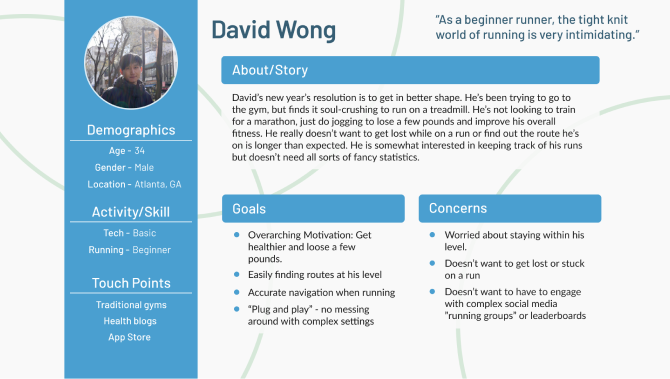 David Wong
"As a beginner runner, the tight knit
world of running is very intimidating."
About/Story
David's new year's resolution is to get in better shape. He's been trying to go to
the gym, but finds it soul-crushing to run on a treadmill. He's not looking to train
for a marathon, just do jogging to lose a few pounds and improve his overall
fitness. He really doesn't want to get lost while on a run or find out the route he's
on is longer than expected. He is somewhat interested in keeping track of his runs
but doesn't need all sorts of fancy statistics.
Demographics
Age - 34
Gender - Male
Location - Atlanta, GA
Activity/Skill
Tech - Basic
Running - Beginner
Touch Points
Traditional gyms
Health blogs
App Store
Goals
Overarching Motivation: Get
healthier and loose a few
pounds.
Easily finding routes at his level
Accurate navigation when running
"Plug and play" - no messing
around with complex settings
Concerns
Worried about staying within his
level.
Doesn't want to get lost or stuck
on a run
Doesn't want to have to engage
with complex social media
"running groups" or leaderboards